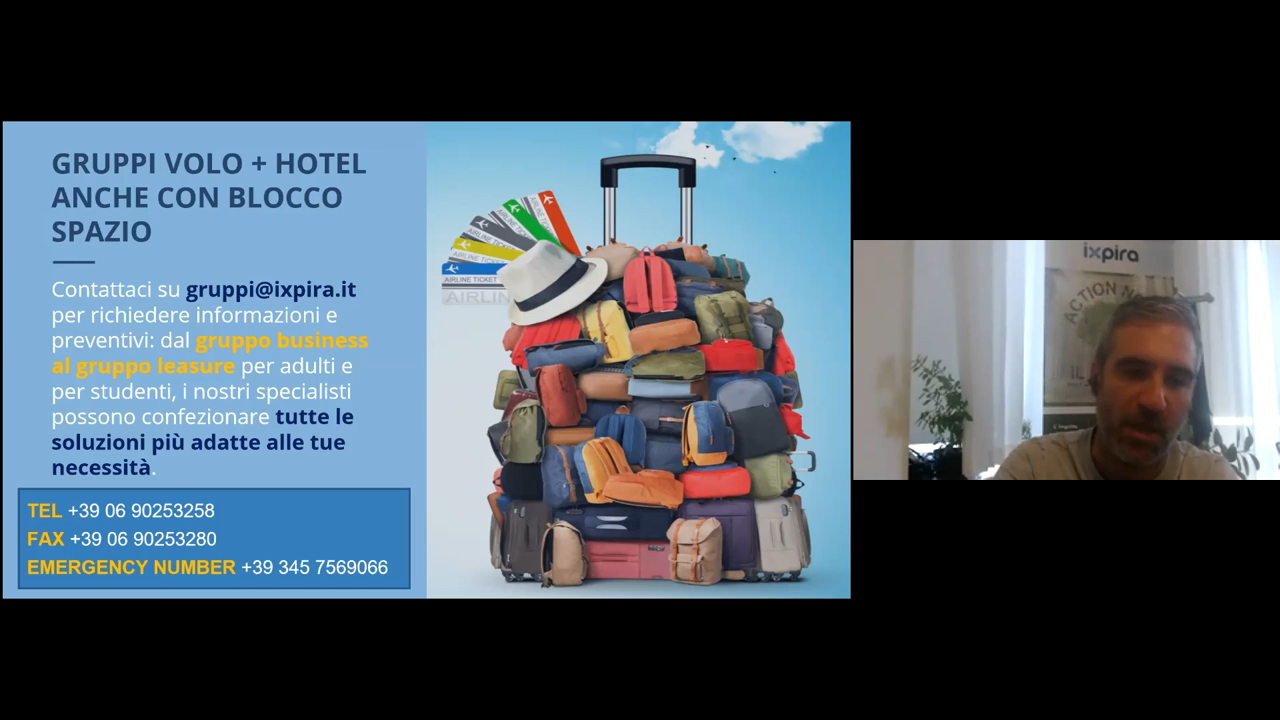 GRUPPI VOLO + HOTEL
ANCHE CON BLOCCO
SPAZIO
Contattaci su gruppi@ixpira.it
per richiedere informazioni e
preventivi: dal gruppo business
al gruppo leasure per adulti e
per studenti, i nostri specialisti
possono confezionare tutte le
soluzioni più adatte alle tue
necessità.
TEL +39 06 90253258
FAX +39 06 90253280
EMERGENCY NUMBER +39 345 7569066
AIRLINE TICKET
ixpira
ACTION